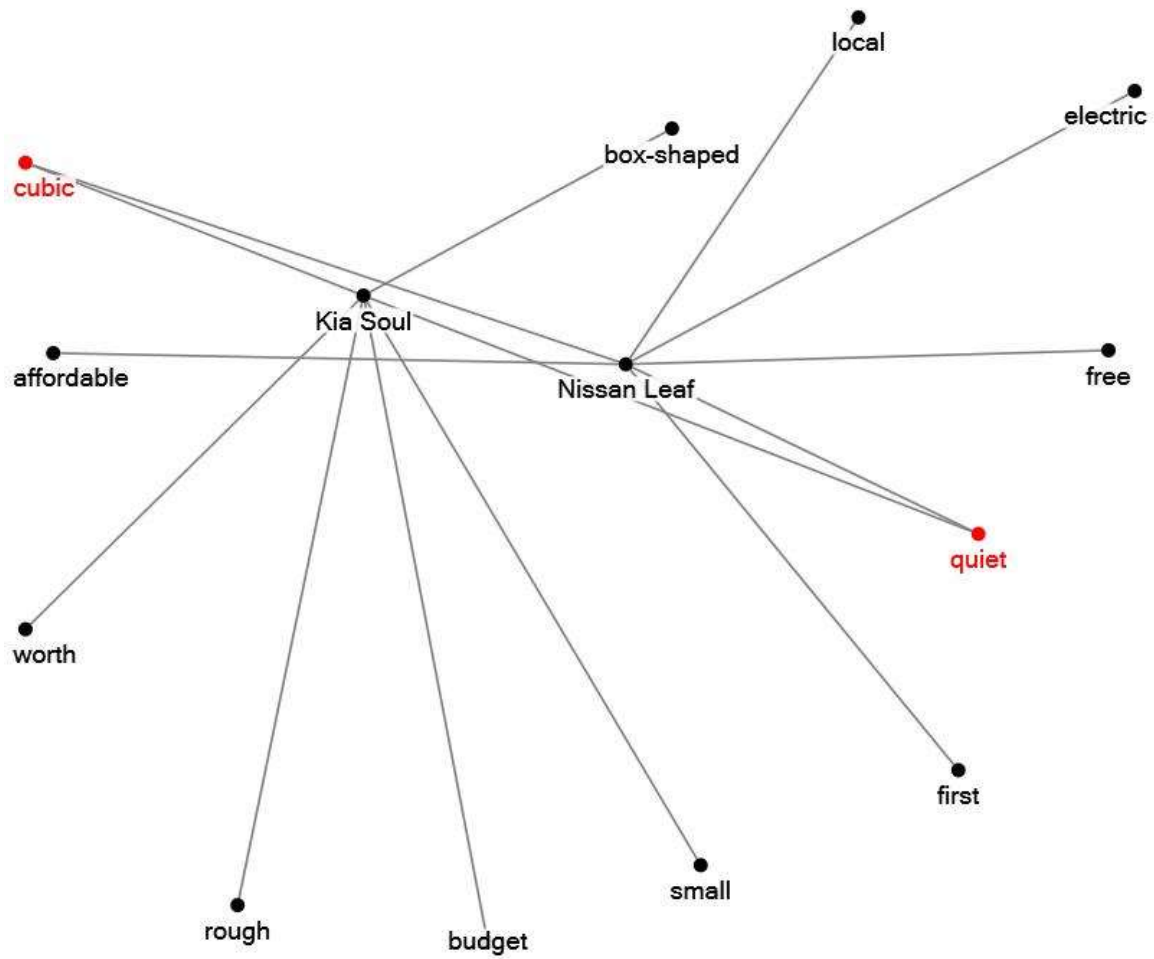 local
electric
box-shaped
cubic
Kia Soul
affordable
Nissan Leaf
free
quiet
worth
first
small
rough
budget